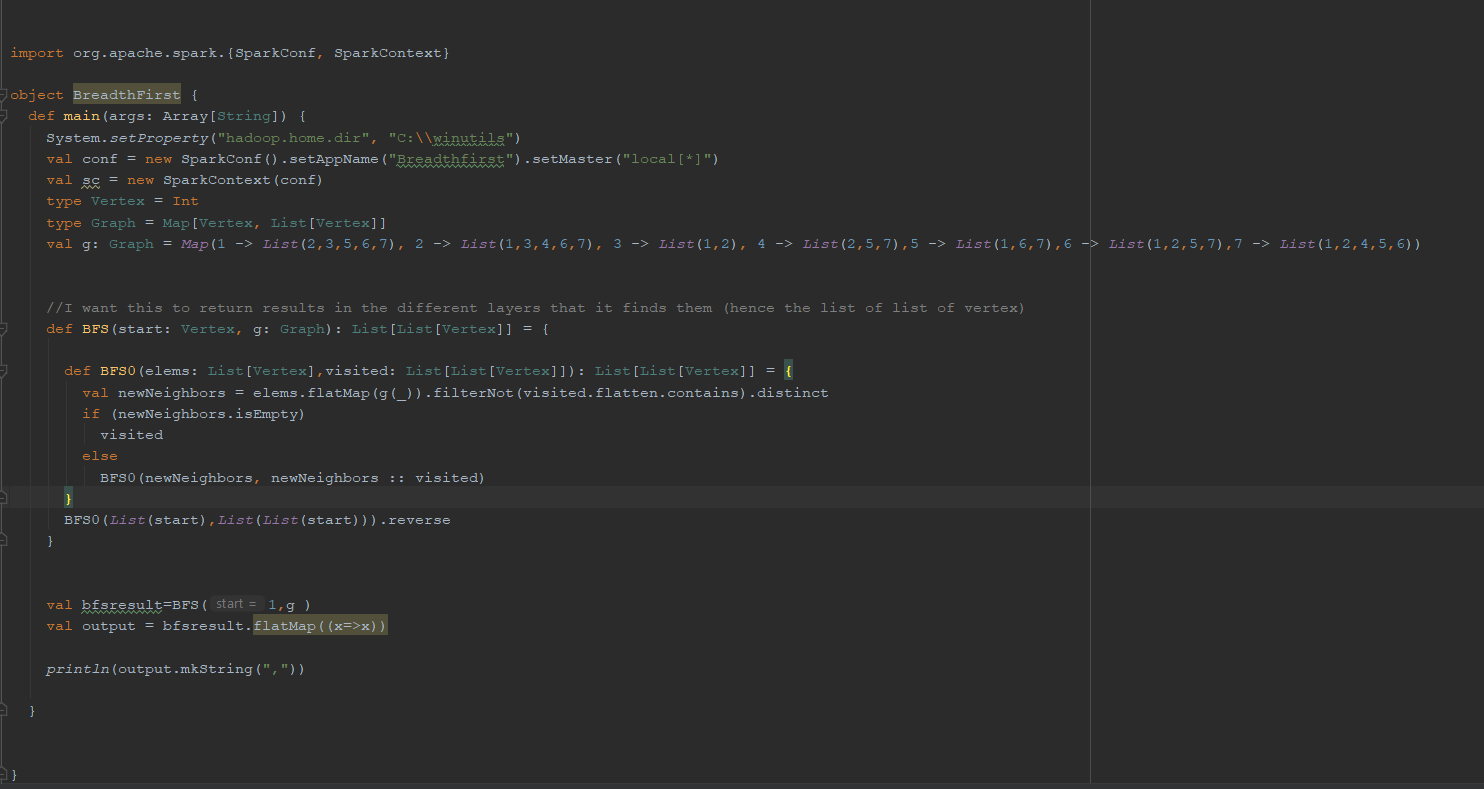 import org.apache.spark.{SparkConf, SparkContext}
object BreadthFirst {
def main(args: Array[String]) {
System.setProperty("hadoop.home.dir", "C:\\winutils")
val conf = new SparkConf().setAppName("Breadthfirst").setMaster("local[*]")
val sc = new SparkContext(conf)
type Vertex = Int
type Graph = Map[Vertex, List[Vertex]]
val g: Graph = Map(1 -> List(2,3,5,6,7), 2 -> List(1,3,4,6,7), 3 -> List(1,2), 4 -> List(2,5,7),5 -> List(1,6,7),6 -> List(1,2,5,7),7 -> List(1,2,4,5,6))
//I want this to return results in the different layers that it finds them (hence the list of list of vertex)
def BFS(start: Vertex, g: Graph): List[List[Vertex]] = {
def BFS0(elems: List[Vertex],visited: List[List[Vertex]]): List[List[Vertex]] = {
val newNeighbors = elems.flatMap(g(_)).filterNot(visited.flatten.contains).distinct
if (newNeighbors.isEmpty)
visited
else
BFS0(newNeighbors, newNeighbors :: visited)
}
BFS0(List(start),List(List(start))).reverse
}
val bfsresult=BFS( start = 1,g )
val output = bfsresult.flatMap((x=>x))
println(output.mkString(","))
}
}